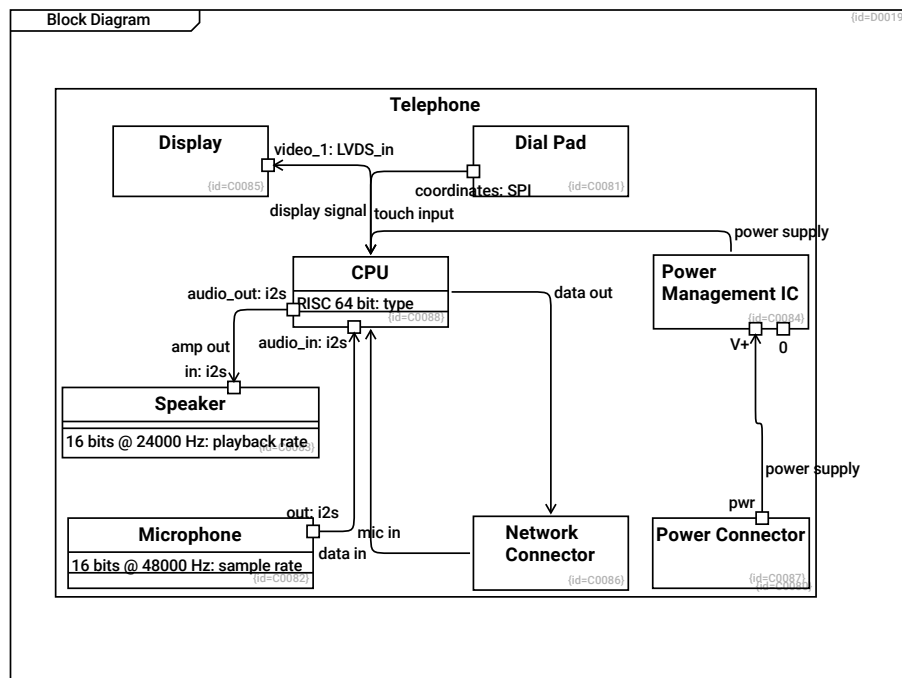 Block Diagram
{id=D0019
Telephone
Display
{id=C0085}
video_1: LVDS_in
Dial Pad
{id=C0081}
coordinates: SPI
display signal
touch input
power supply
CPU
RISC 64 bit: type
{id=C0088}
audio_out: i2s
audio_in: i2s
data out
Power
Management IC
{id=C0084}
V+
0
amp out
in: i2s
Speaker
16 bits @ 24000 Hz: playback rate
{id=C0083}
power supply
pwr
out: i2s
mic in
data in
Microphone
16 bits @ 48000 Hz: sample rate
{id=C0082}
Network
Connector
{id=C0086}
Power Connector
{id=C0087}
{id=C0080}